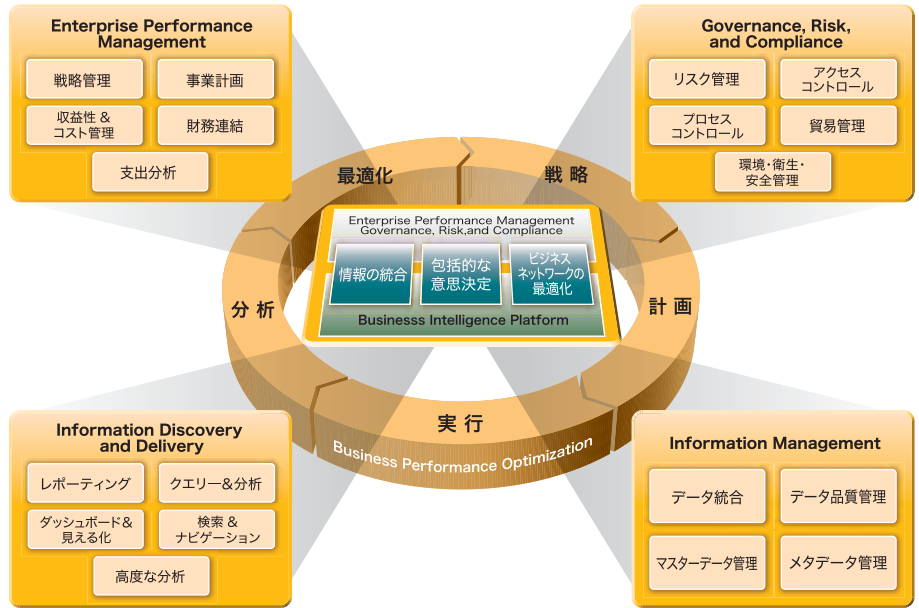 Enterprise Performance
Management
戦略管理
事業計画
収益性 &
コスト管理
財務連結
支出分析
Governance, Risk,
and Compliance
リスク管理
アクセス
コントロール
プロセス
コントロール
貿易管理
環境・衛生・
安全管理
最適化
戦略
分析
計画
実行
Business Performance Optimization
Enterprise Performance Management
Governance, Risk,and Compliance
情報の統合
包括的な
意思決定
ビジネス
ネットワークの
最適化
Businesss Intelligence Platform
Information Discovery
and Delivery
レポーティング
クエリー&分析
ダッシュボード&
見える化
検索 &
ナビゲーション
高度な分析
Information Management
データ統合
データ品質管理
マスターデータ管理
メタデータ管理